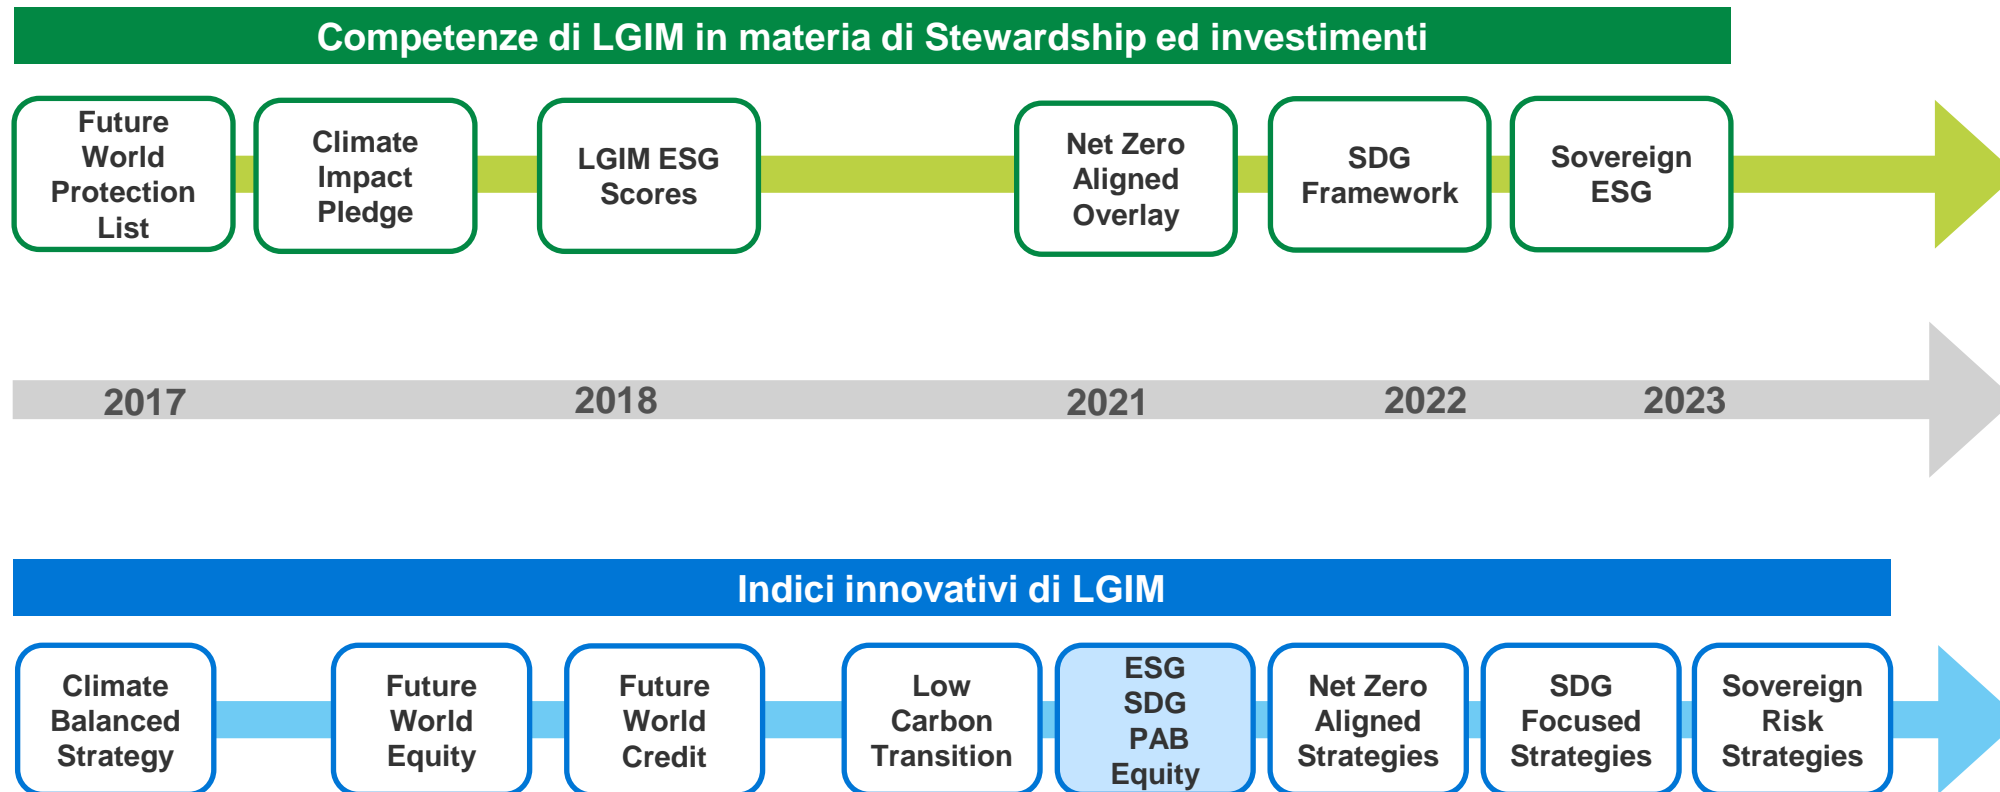 Competenze di LGIM in materia di Stewardship ed investimenti
Future
World
Protection
List
Climate
Impact
Pledge
LGIM ESG
Scores
Net Zero
Aligned
Overlay
SDG
Framework
Sovereign
ESG
2017
2018
2021
2022
2023
Indici innovativi di LGIM
Climate
Balanced
Strategy
Future
World
Equity
Future
World
Credit
Low
Carbon
Transition
ESG
SDG
PAB
Equity
Net Zero
Aligned
Strategies
SDG
Focused
Strategies
Sovereign
Risk
Strategies